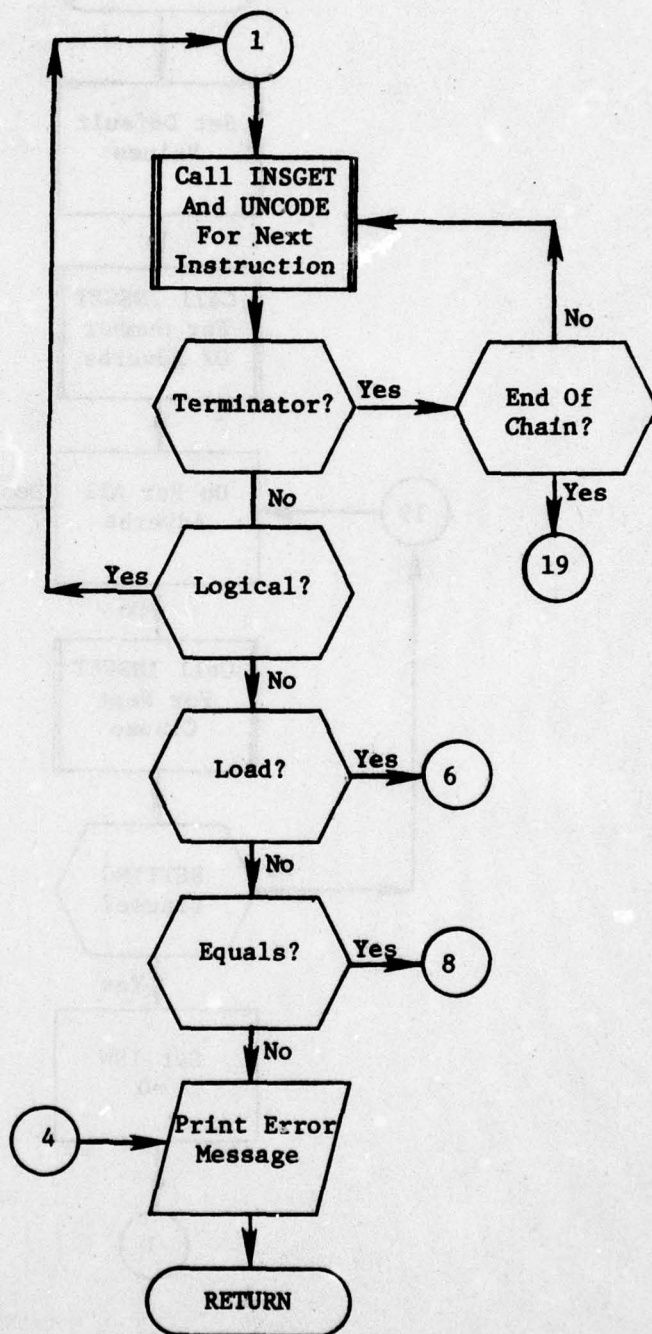 1
Call INSGET
And UNCODE
For Next
Instruction
No
Terminator?
Yes
End Of
Chain?
No
Yes
19
Yes
Logical?
No
Load?
Yes
6
No
Equals?
Yes
8
No
4
Print Error
Message
RETURN